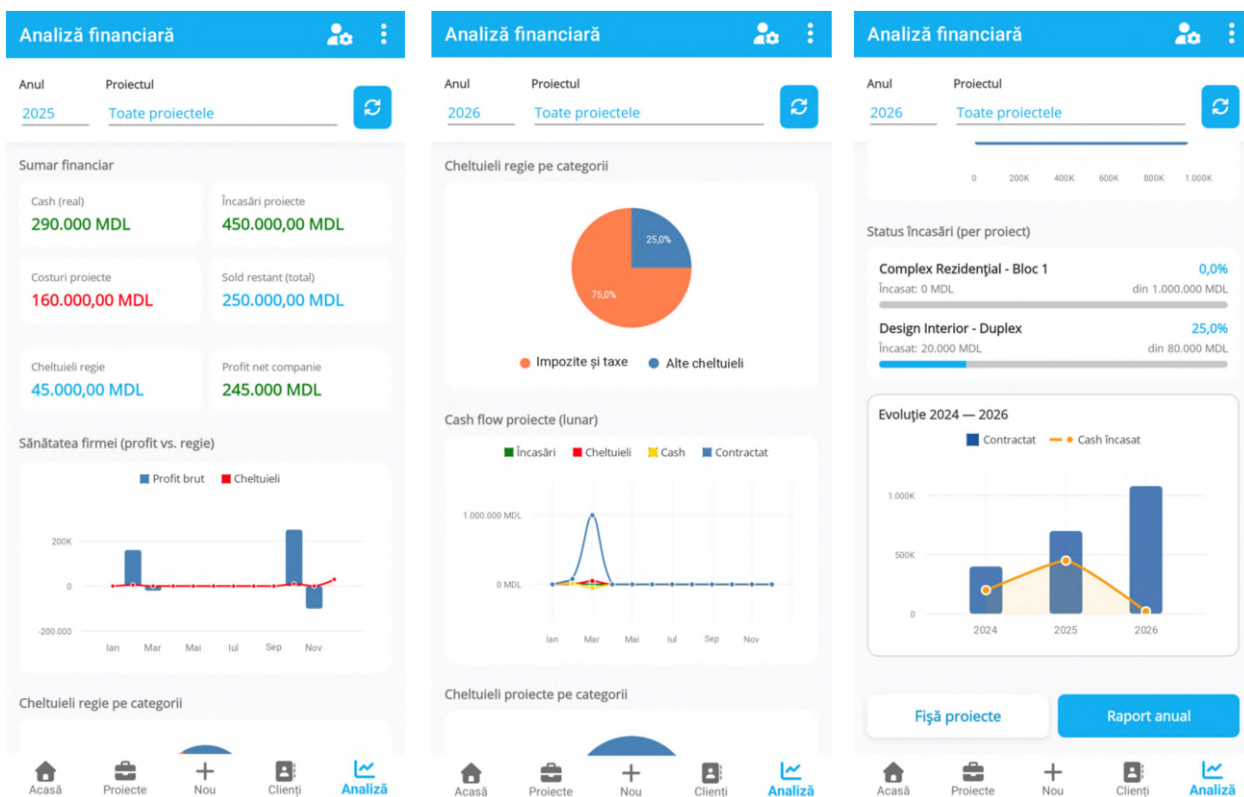 Analiză financiară
Anul Proiectul
2025 Toate proiectele
Sumar financiar
Cash (real) Încasări proiecte
290.000 MDL 450.000,00 MDL
Costuri proiecte Sold restant (total)
160.000,00 MDL 250.000,00 MDL
Cheltuieli regie Profit net companie
45.000,00 MDL 245.000 MDL
Sănătatea firmei (profit vs. regie)
Profit brut Cheltuieli
200K
0
-200.000
Ian Mar Mai Iul Sep Nov
Cheltuieli regie pe categorii
Acasă Proiecte Nou Clienți Analiză
Analiză financiară
Anul Proiectul
2026 Toate proiectele
Cheltuieli regie pe categorii
25,0%
75,0%
Impozite și taxe Alte cheltuieli
Cash flow proiecte (lunar)
Încasări Cheltuieli Cash Contractat
1.000.000 MDL
0 MDL
Ian Mar Mai Iul Sep Nov
Cheltuieli proiecte pe categorii
Acasă Proiecte Nou Clienți Analiză
Analiză financiară
Anul Proiectul
2026 Toate proiectele
0 200K 400K 600K 800K 1.000K
Status încasări (per proiect)
Complex Rezidenţial - Bloc 1 0,0%
Încasat: 0 MDL din 1.000.000 MDL
Design Interior - Duplex 25,0%
Încasat: 20.000 MDL din 80.000 MDL
Evoluţie 2024 — 2026
Contractat Cash încasat
1.000K
500K
0
2024 2025 2026
Fişă proiecte Raport anual
Acasă Proiecte Nou Clienți Analiză